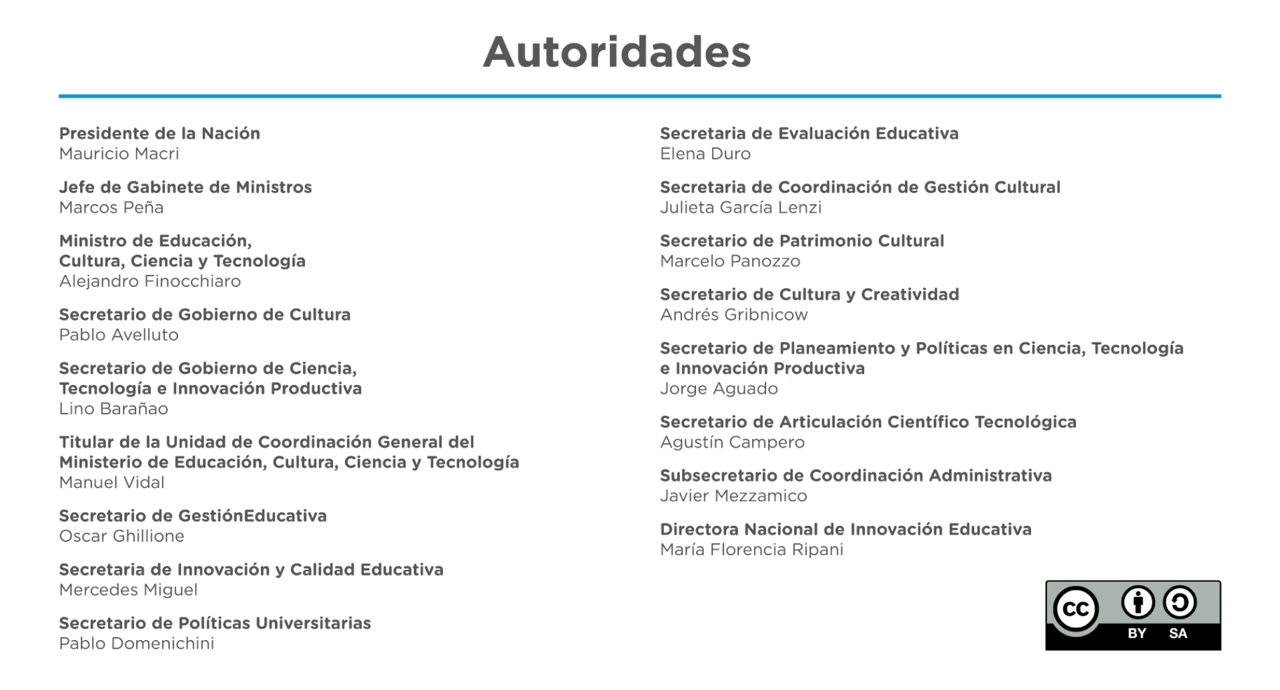 Autoridades
Presidente de la Nación
Mauricio Macri
Jefe de Gabinete de Ministros
Marcos Peña
Ministro de Educación,
Cultura, Ciencia y Tecnología
Alejandro Finocchiaro
Secretario de Gobierno de Cultura
Pablo Avelluto
Secretario de Gobierno de Ciencia,
Tecnología e Innovación Productiva
Lino Barañao
Titular de la Unidad de Coordinación General del
Ministerio de Educación, Cultura, Ciencia y Tecnología
Manuel Vidal
Secretario de GestiónEducativa
Oscar Ghillione
Secretaria de Innovación y Calidad Educativa
Mercedes Miguel
Secretario de Políticas Universitarias
Pablo Domenichini
Secretaria de Evaluación Educativa
Elena Duro
Secretaria de Coordinación de Gestión Cultural
Julieta García Lenzi
Secretario de Patrimonio Cultural
Marcelo Panozzo
Secretario de Cultura y Creatividad
Andrés Gribnicow
Secretario de Planeamiento y Políticas en Ciencia, Tecnología
e Innovación Productiva
Jorge Aguado
Secretario de Articulación Científico Tecnológica
Agustín Campero
Subsecretario de Coordinación Administrativa
Javier Mezzamico
Directora Nacional de Innovación Educativa
María Florencia Ripani
cc
BY SA